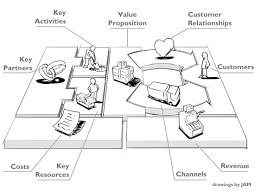 Key
Activities
Value
Proposition
Customer
Relationships
Key
Partners
Customers
Costs
Key
Resources
Channels
Revenue
drawings by JAM